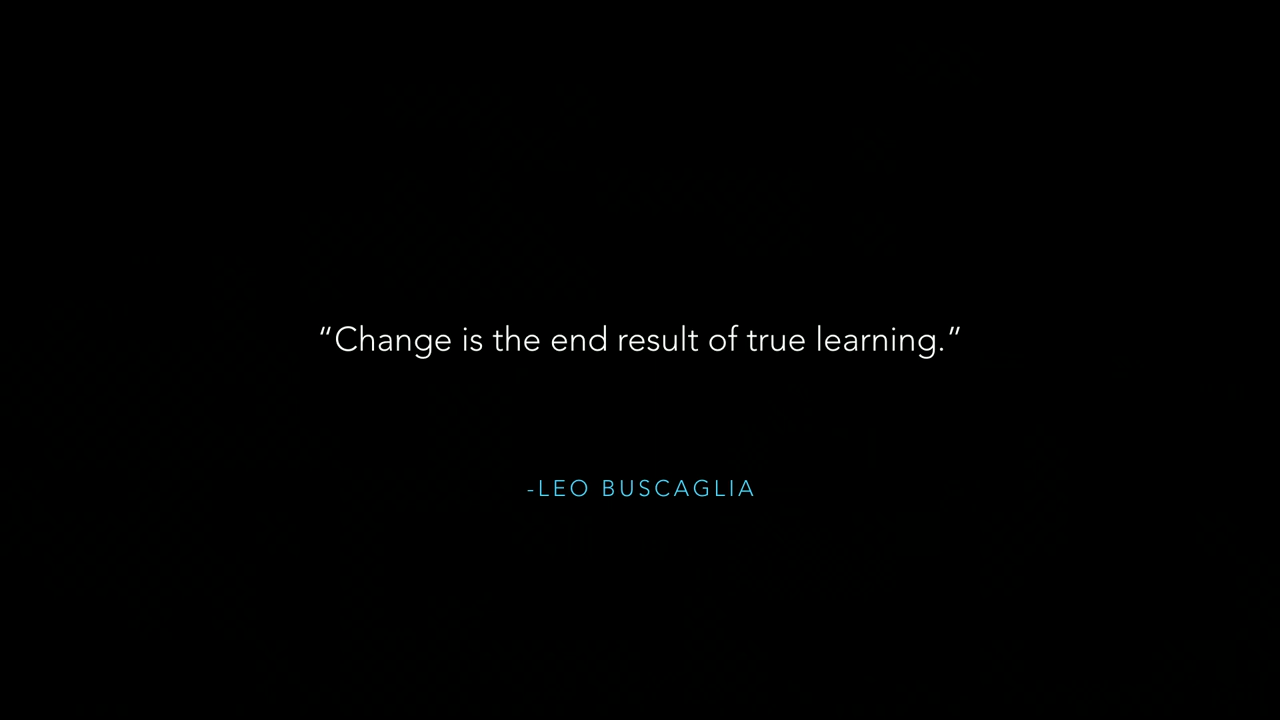 “Change is the end result of true learning.”
-LEO BUSCAGLIA